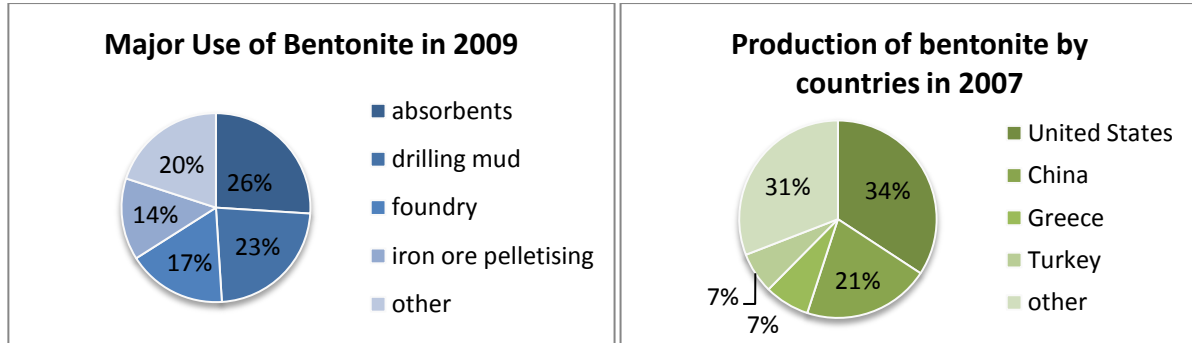 Major Use of Bentonite in 2009
26%
23%
17%
14%
20%
absorbents
drilling mud
foundry
iron ore pelletising
other
Production of bentonite by
countries in 2007
34%
21%
7%
7%
31%
United States
China
Greece
Turkey
other